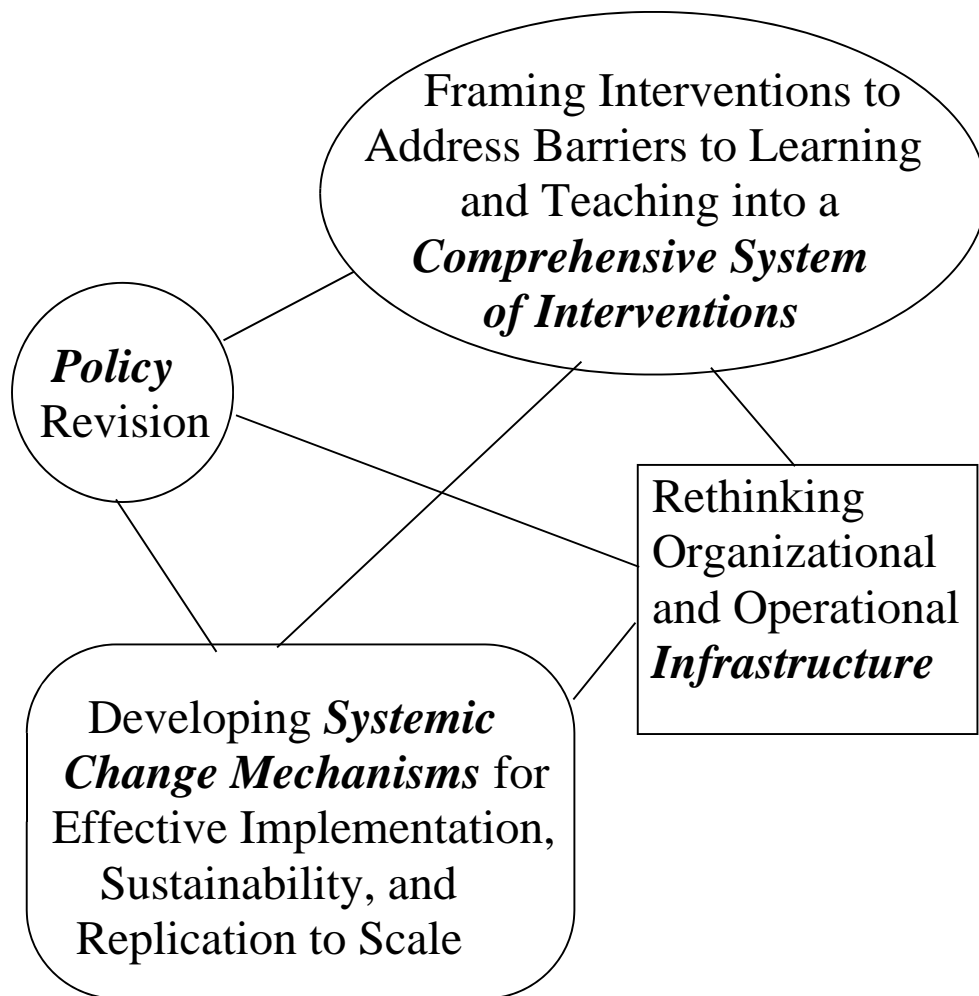 Framing Interventions to
Address Barriers to Learning
and Teaching into a
Comprehensive System
of Interventions
Policy
Revision
Rethinking
Organizational
and Operational
Infrastructure
Developing Systemic
Change Mechanisms for
Effective Implementation,
Sustainability, and
Replication to Scale